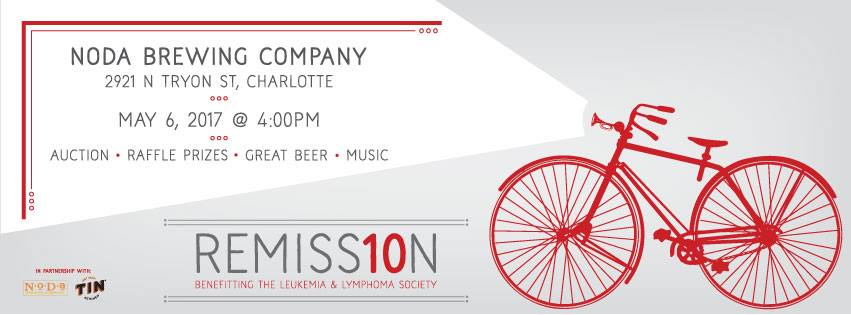 NODA BREWING COMPANY
2921 N TRYON ST, CHARLOTTE
MAY 6, 2017 @ 4:00PM
AUCTION • RAFFLE PRIZES • GREAT BEER • MUSIC
REMISS10N
BENEFITTING THE LEUKEMIA & LYMPHOMA SOCIETY
IN PARTNERSHIP WITH:
NoDa
TIN